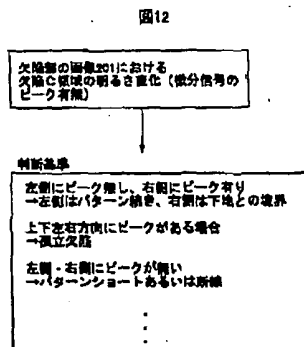 図12
欠陥部の画像201における
欠陥C領域の明るさ変化（微分信号の
ピーク有無）
判断基準
左側にピーク無し、右側にピーク有り
→左側はパターン続き、右側は下地との境界
上下左右方向にピークがある場合
→孤立欠陥
左側・右側にピークが無い
→パターンショートあるいは断線